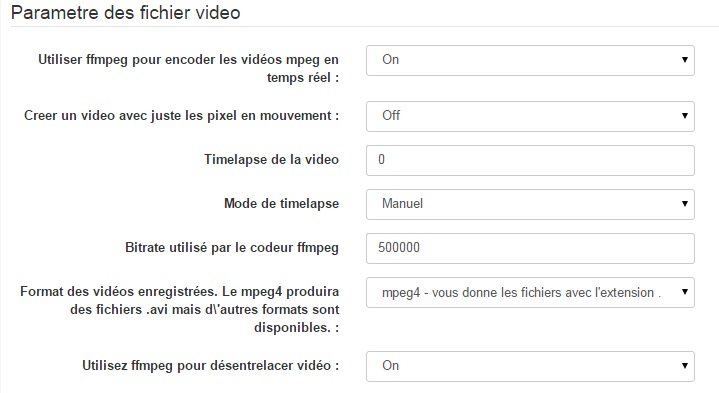 Parametre des fichier video
Utiliser ffmpeg pour encoder les vidéos mpeg en
temps réel :
On
Creer un video avec juste les pixel en mouvement :
Off
Timelapse de la video
0
Mode de timelapse
Manuel
Bitrate utilisé par le codeur ffmpeg
500000
Format des vidéos enregistrées. Le mpeg4 produira
des fichiers .avi mais d\'autres formats sont
disponibles. :
mpeg4 - vous donne les fichiers avec l'extension .
Utilisez ffmpeg pour désentrelacer vidéo :
On